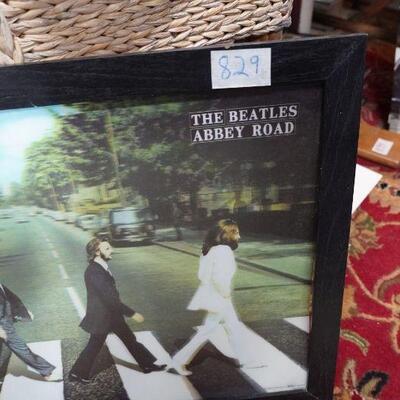 829
THE BEATLES
ABBEY ROAD